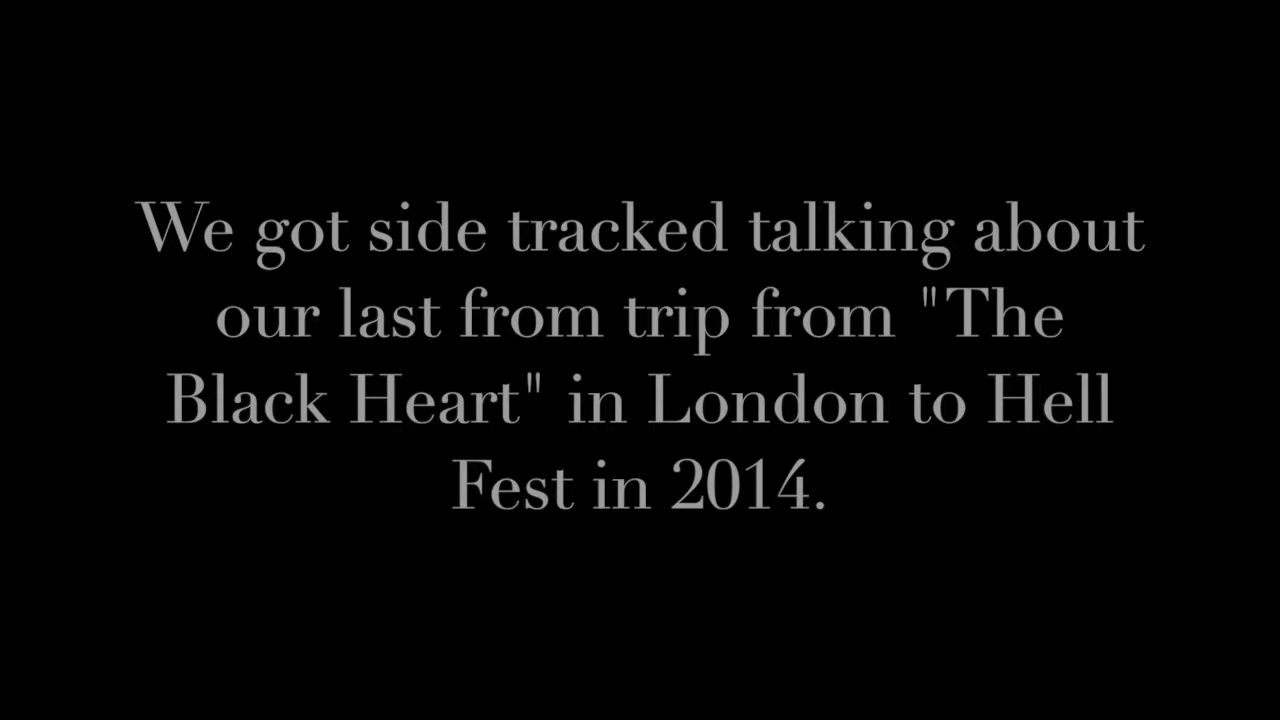 We got side tracked talking about
our last from trip from "The
Black Heart" in London to Hell
Fest in 2014.